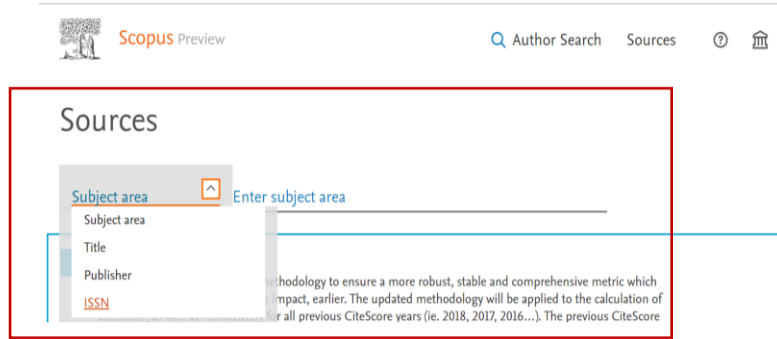 Scopus Preview
Author Search Sources
Sources
Subject area Enter subject area
Subject area
Title
Publisher
ISSN
to ensure a more robust, stable and comprehensive metric which
impact, earlier. The updated methodology will be applied to the calculation of
for all previous CiteScore years (ie. 2018, 2017, 2016...). The previous CiteScore